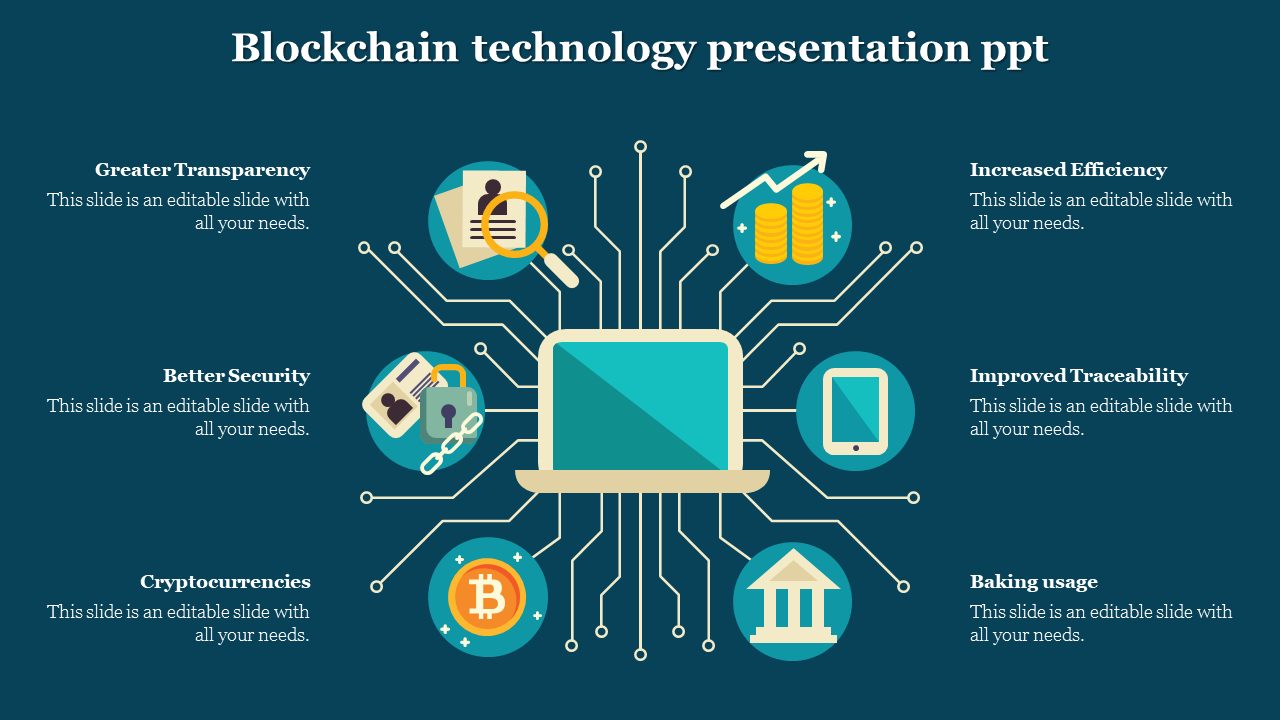 Blockchain technology presentation ppt
Greater Transparency
This slide is an editable slide with
all your needs.
Increased Efficiency
This slide is an editable slide with
all your needs.
Better Security
This slide is an editable slide with
all your needs.
Improved Traceability
This slide is an editable slide with
all your needs.
Cryptocurrencies
This slide is an editable slide with
all your needs.
Baking usage
This slide is an editable slide with
all your needs.